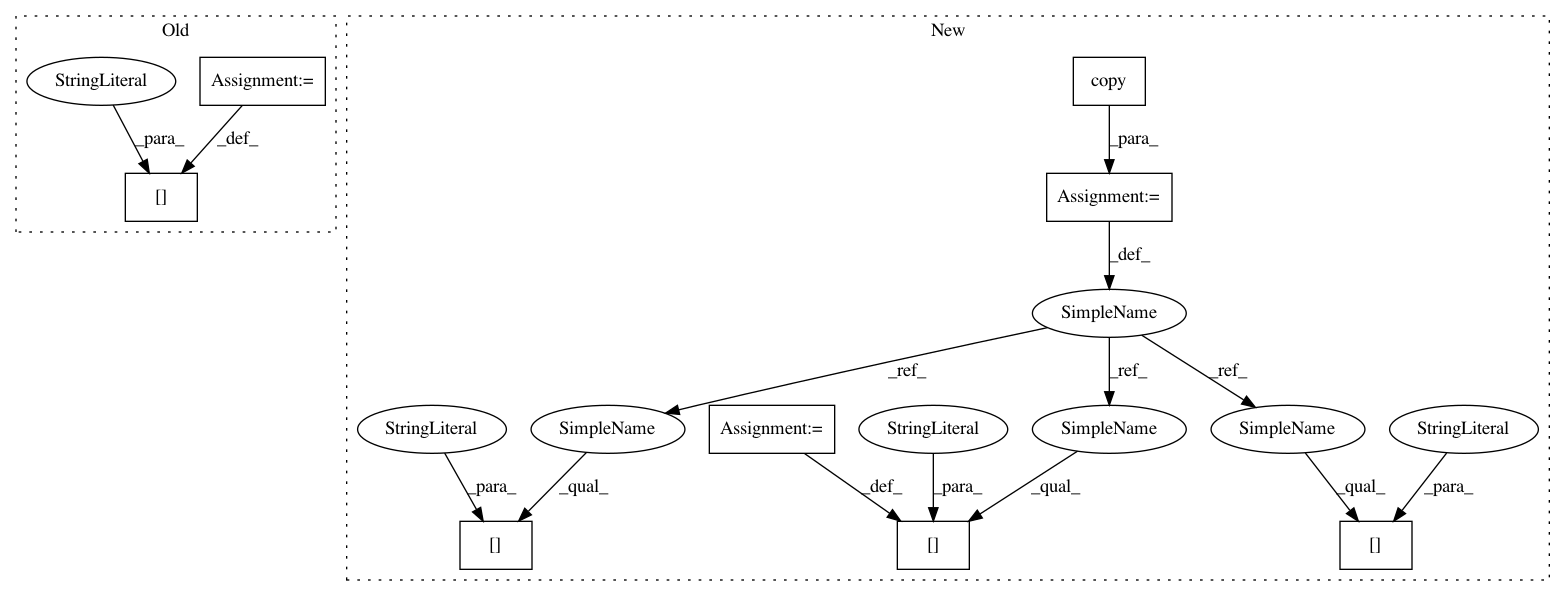 Old
New
StringLiteral
Assignment:=
copy
_para_
_def_
_para_
[]
Assignment:=
_def_
SimpleName
_ref_
_ref_
_ref_
StringLiteral
SimpleName
Assignment:=
StringLiteral
SimpleName
SimpleName
StringLiteral
_para_
_qual_
_def_
_para_
_qual_
_qual_
_para_
[]
[]
[]